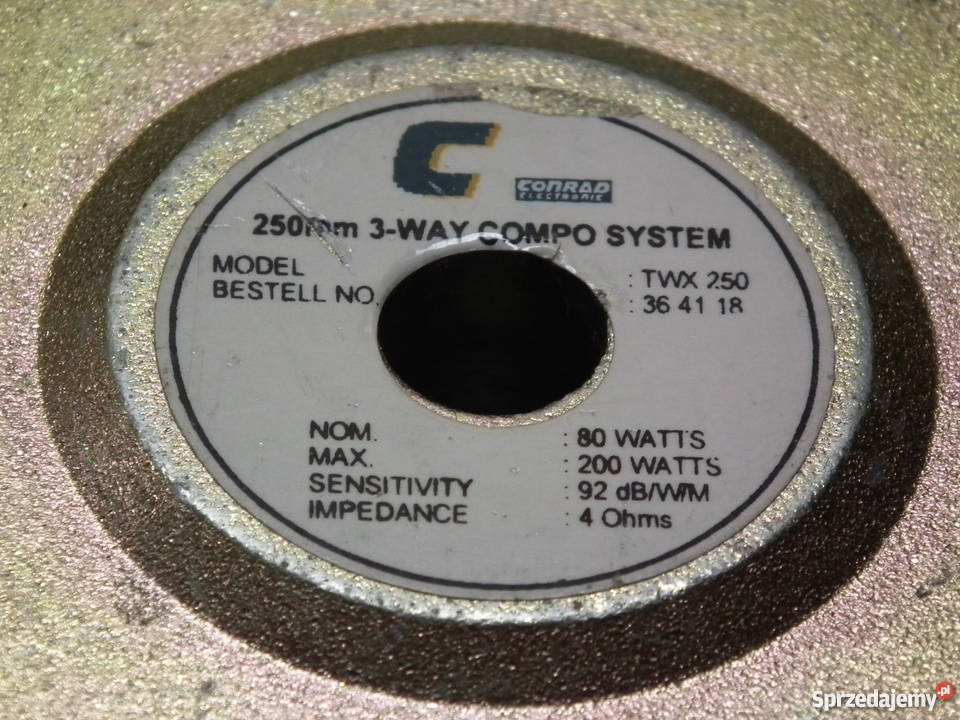 C
CONRAD
ELECTRONIC
250mm 3-WAY COMPO SYSTEM
MODEL : TWX 250
BESTELL NO. : 36 41 18
NOM. : 80 WATTS
MAX. : 200 WATTS
SENSITIVITY : 92 dB/W/M
IMPEDANCE : 4 Ohms
Sprzedajemy.pl